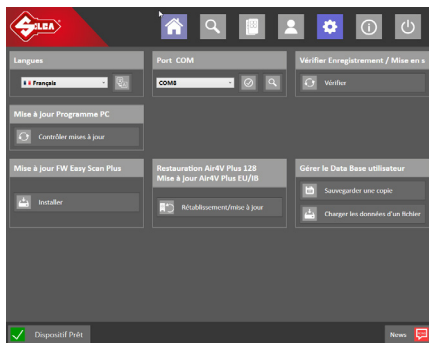 SILCA
Langues
Port COM
Vérifier Enregistrement / Mise en s
Français
COM8
Vérifier
Mise à jour Programme PC
Contrôler mises à jour
Mise à jour FW Easy Scan Plus
Restauration Air4V Plus 128
Mise à jour Air4V Plus EU/IB
Gérer le Data Base utilisateur
Installer
Rétablissement/mise à jour
Sauvegarder une copie
Charger les données d'un fichier
Dispositif Prêt
News